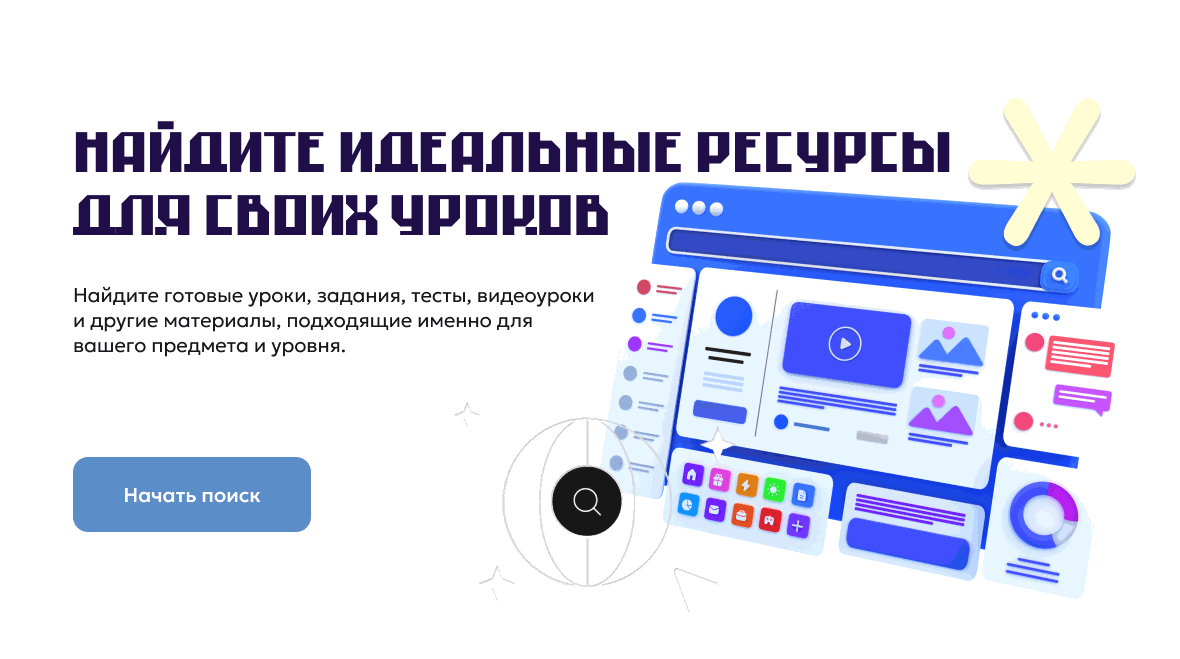 НАЙДИТЕ ИДЕАЛЬНЫЕ РЕСУРСЫ
ДЛЯ СВОИХ УРОКОВ
Найдите готовые уроки, задания, тесты, видеоуроки
и другие материалы, подходящие именно для
вашего предмета и уровня.
Начать поиск